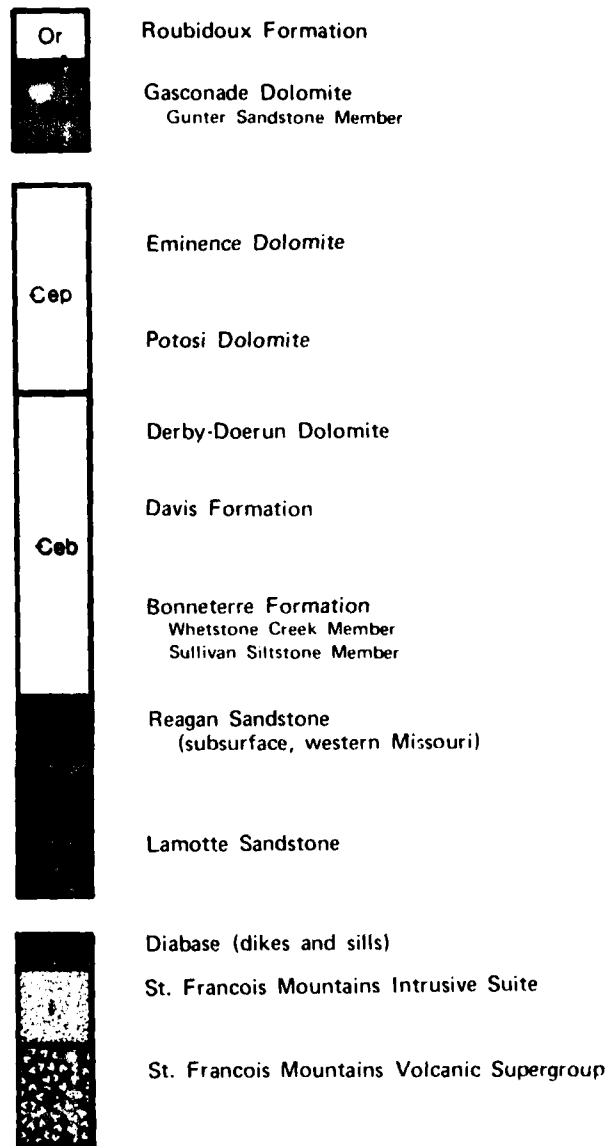 Or
Roubidoux Formation
Gasconade Dolomite
Gunter Sandstone Member
Eminence Dolomite
Ꞓep
Potosi Dolomite
Derby-Doerun Dolomite
Davis Formation
Ꞓeb
Bonneterre Formation
Whetstone Creek Member
Sullivan Siltstone Member
Reagan Sandstone
(subsurface, western Missouri)
Lamotte Sandstone
Diabase (dikes and sills)
St. Francois Mountains Intrusive Suite
St. Francois Mountains Volcanic Supergroup